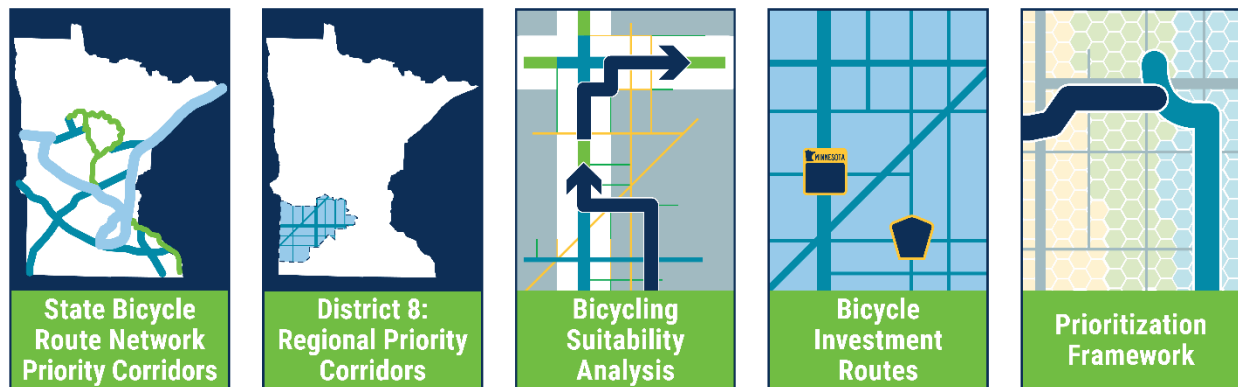 State Bicycle
Route Network
Priority Corridors
District 8:
Regional Priority
Corridors
Bicycling
Suitability
Analysis
MINNESOTA
Bicycle
Investment
Routes
Prioritization
Framework